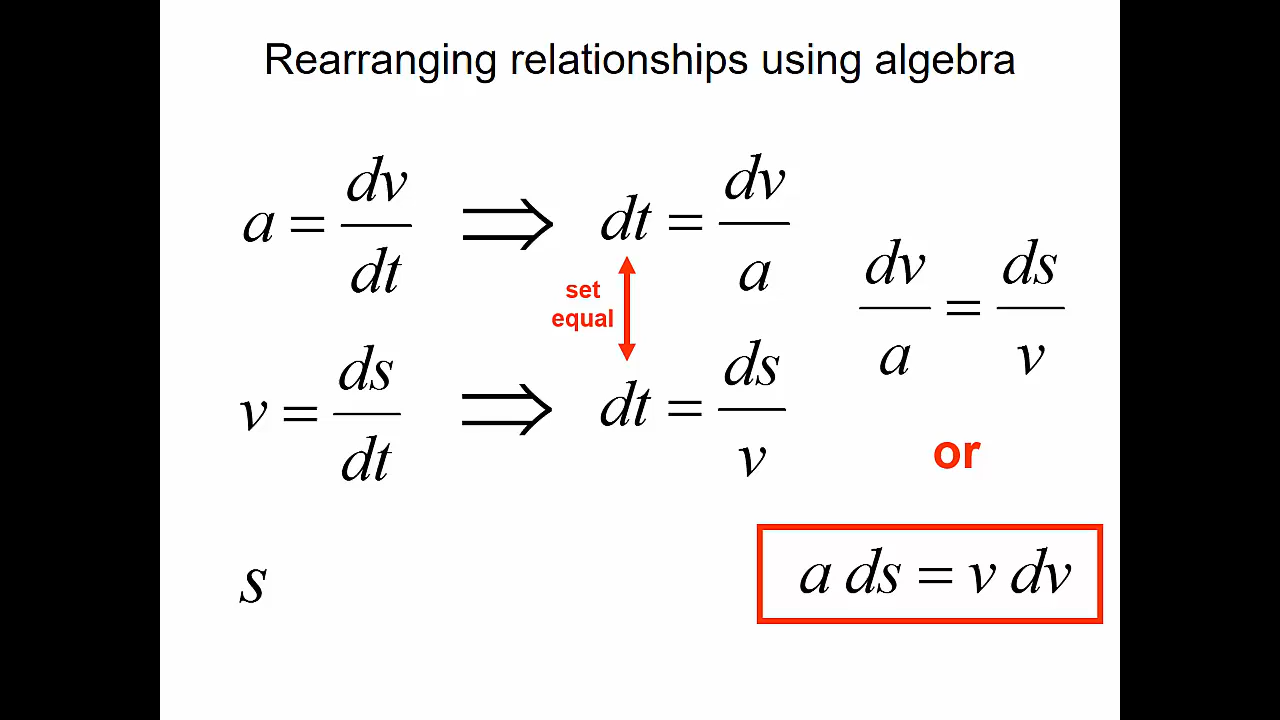 Rearranging relationships using algebra
a = dv/dt ⇒ dt = dv/a
set
equal
dv/a = ds/v
v = ds/dt ⇒ dt = ds/v
or
s
a ds = v dv